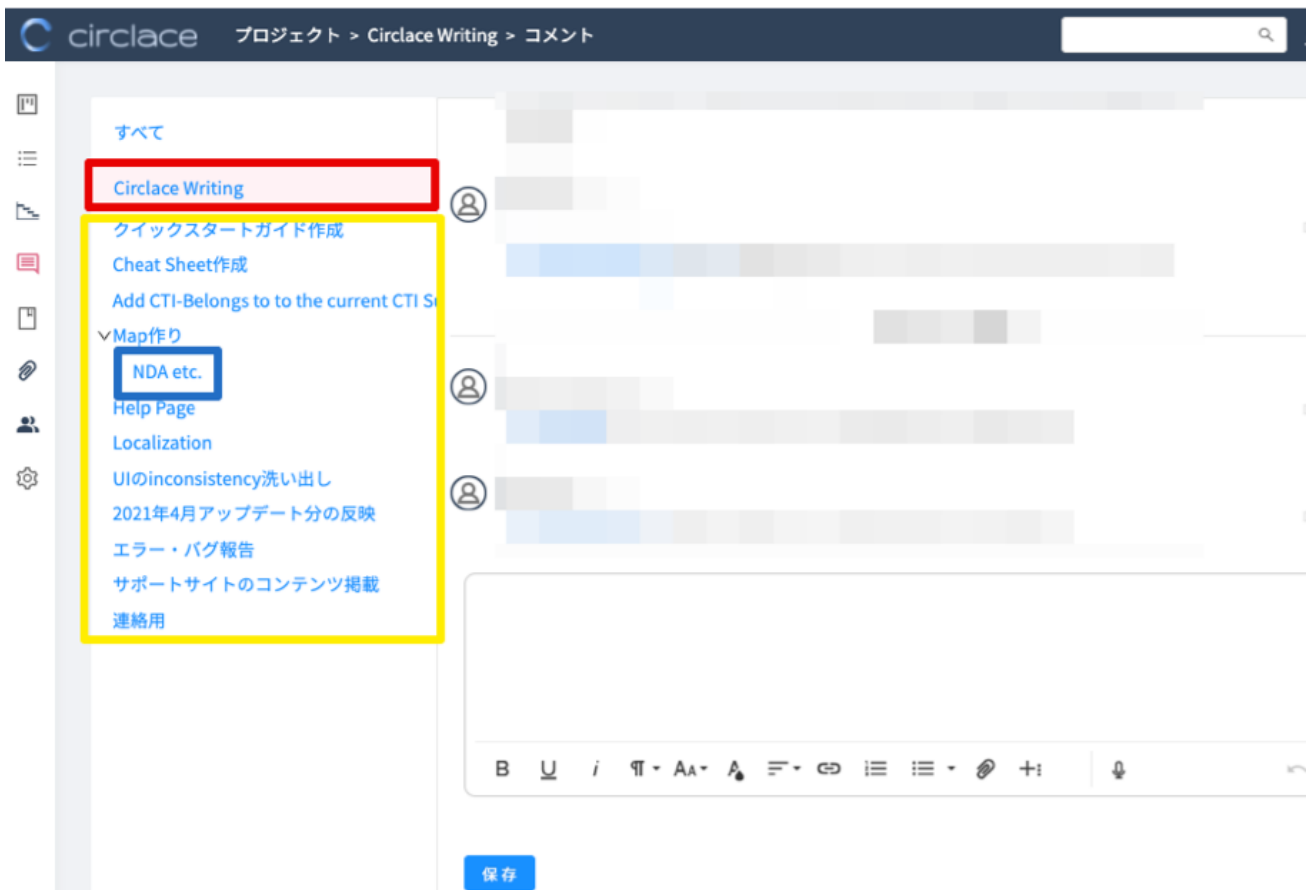 circlace プロジェクト > Circlace Writing > コメント
すべて
Circlace Writing
クイックスタートガイド作成
Cheat Sheet作成
Add CTI-Belongs to to the current CTI
Map作り
NDA etc.
Help Page
Localization
UIのinconsistency洗い出し
2021年4月アップデート分の反映
エラー・バグ報告
サポートサイトのコンテンツ掲載
連絡用
B U i ¶ AA A
保存